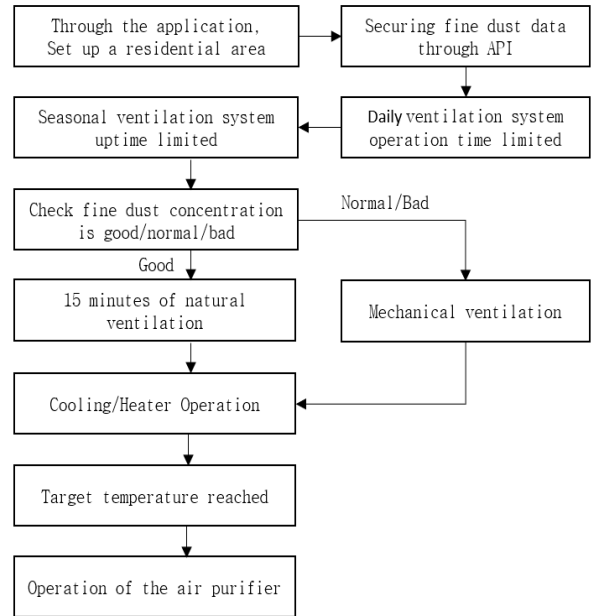 Through the application,
Set up a residential area
Securing fine dust data
through API
Daily ventilation system
operation time limited
Seasonal ventilation system
uptime limited
Check fine dust concentration
is good/normal/bad
Normal/Bad
Good
15 minutes of natural
ventilation
Mechanical ventilation
Cooling/Heater Operation
Target temperature reached
Operation of the air purifier